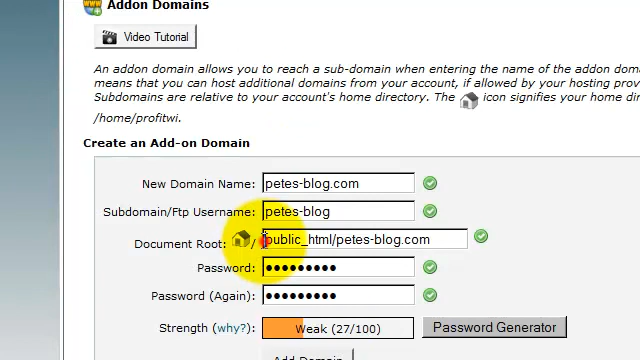 Addon Domains
Video Tutorial
An addon domain allows you to reach a sub-domain when entering the name of the addon doma
means that you can host additional domains from your account, if allowed by your hosting provi
Subdomains are relative to your account's home directory. The icon signifies your home dire
/home/profitwi.
Create an Add-on Domain
New Domain Name: petes-blog.com
Subdomain/Ftp Username: petes-blog
Document Root: / public_html/petes-blog.com
Password: •••••••••
Password (Again): •••••••••
Strength (why?): Weak (27/100) Password Generator
Add Domain